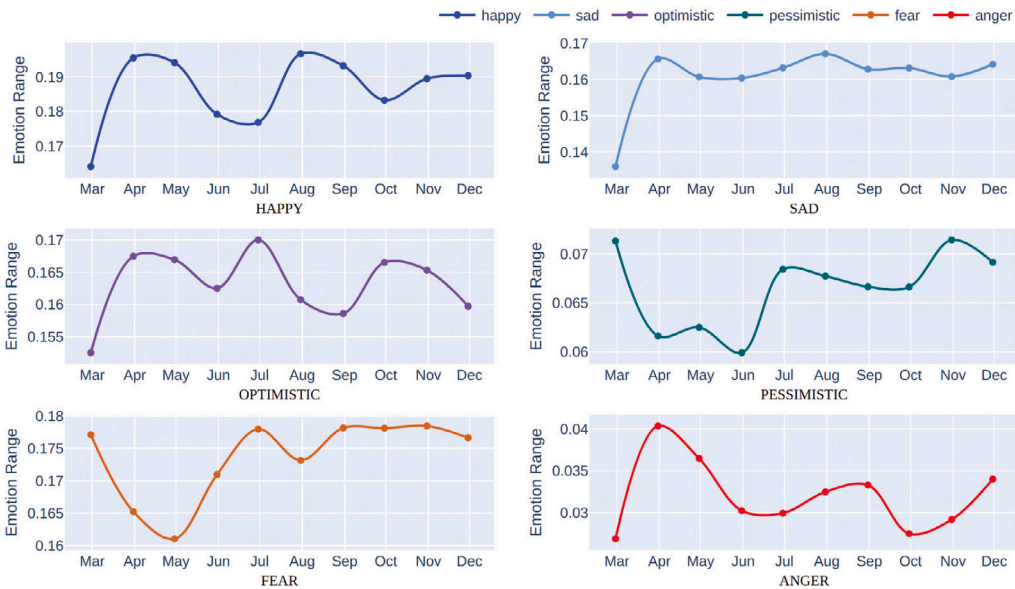 happy sad optimistic pessimistic fear anger
Emotion Range
0.19
0.18
0.17
Mar Apr May Jun Jul Aug Sep Oct Nov Dec
HAPPY
Emotion Range
0.17
0.16
0.15
0.14
Mar Apr May Jun Jul Aug Sep Oct Nov Dec
SAD
Emotion Range
0.17
0.165
0.16
0.155
Mar Apr May Jun Jul Aug Sep Oct Nov Dec
OPTIMISTIC
Emotion Range
0.07
0.065
0.06
Mar Apr May Jun Jul Aug Sep Oct Nov Dec
PESSIMISTIC
Emotion Range
0.18
0.175
0.17
0.165
0.16
Mar Apr May Jun Jul Aug Sep Oct Nov Dec
FEAR
Emotion Range
0.04
0.035
0.03
Mar Apr May Jun Jul Aug Sep Oct Nov Dec
ANGER